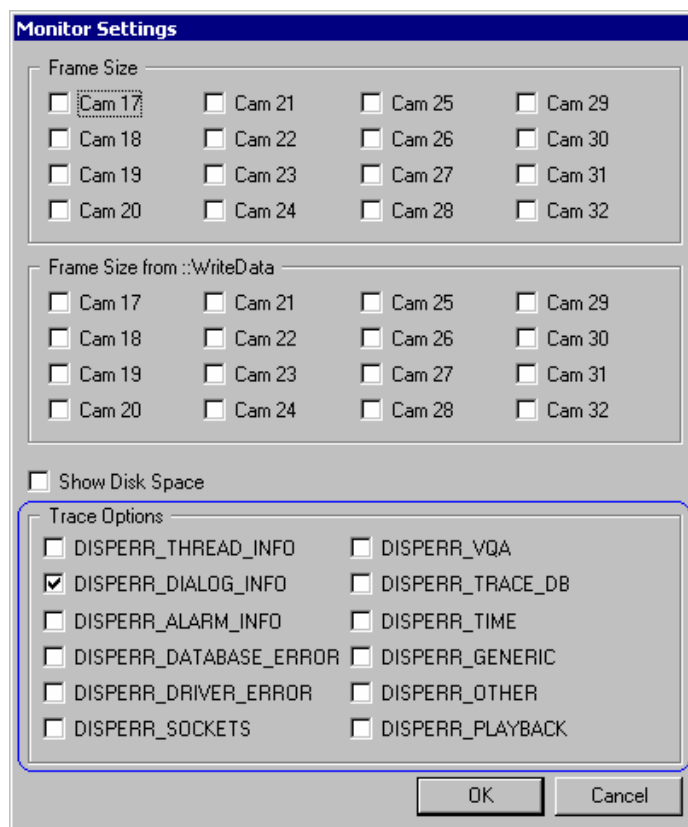 Monitor Settings
Frame Size
Cam 17 Cam 21 Cam 25 Cam 29
Cam 18 Cam 22 Cam 26 Cam 30
Cam 19 Cam 23 Cam 27 Cam 31
Cam 20 Cam 24 Cam 28 Cam 32
Frame Size from ::WriteData
Cam 17 Cam 21 Cam 25 Cam 29
Cam 18 Cam 22 Cam 26 Cam 30
Cam 19 Cam 23 Cam 27 Cam 31
Cam 20 Cam 24 Cam 28 Cam 32
Show Disk Space
Trace Options
DISPERR_THREAD_INFO DISPERR_VQA
DISPERR_DIALOG_INFO DISPERR_TRACE_DB
DISPERR_ALARM_INFO DISPERR_TIME
DISPERR_DATABASE_ERROR DISPERR_GENERIC
DISPERR_DRIVER_ERROR DISPERR_OTHER
DISPERR_SOCKETS DISPERR_PLAYBACK
OK Cancel